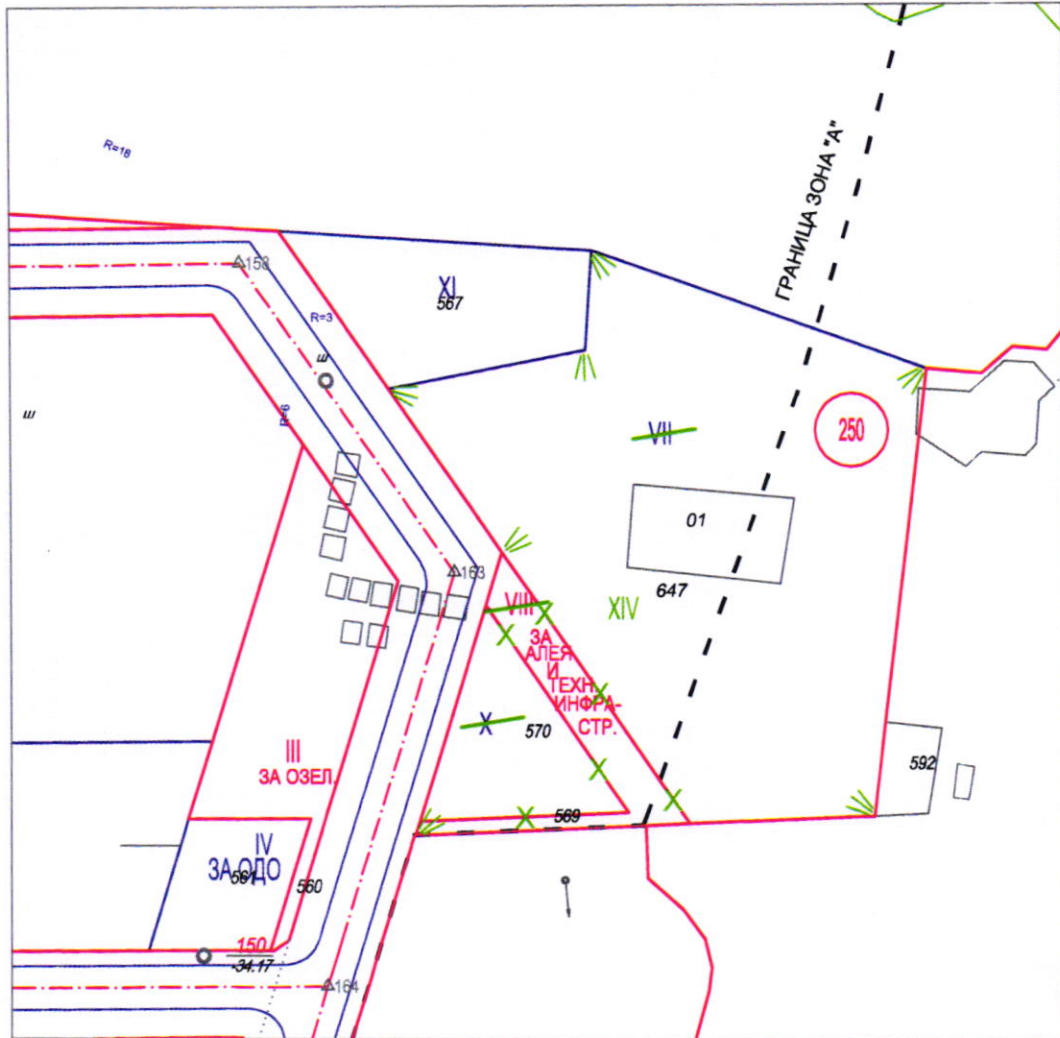 R=18
ГРАНИЦА ЗОНА "А"
158
XI
567
R=3
ш
ш
R=6
VII
250
01
163
647
VIII
XIV
ЗА
АЛЕЯ
И
ТЕХН.
ИНФРА-
СТР.
X
570
III
ЗА ОЗЕЛ.
592
569
IV
ЗА ОДО
561
560
150
-34.17
164